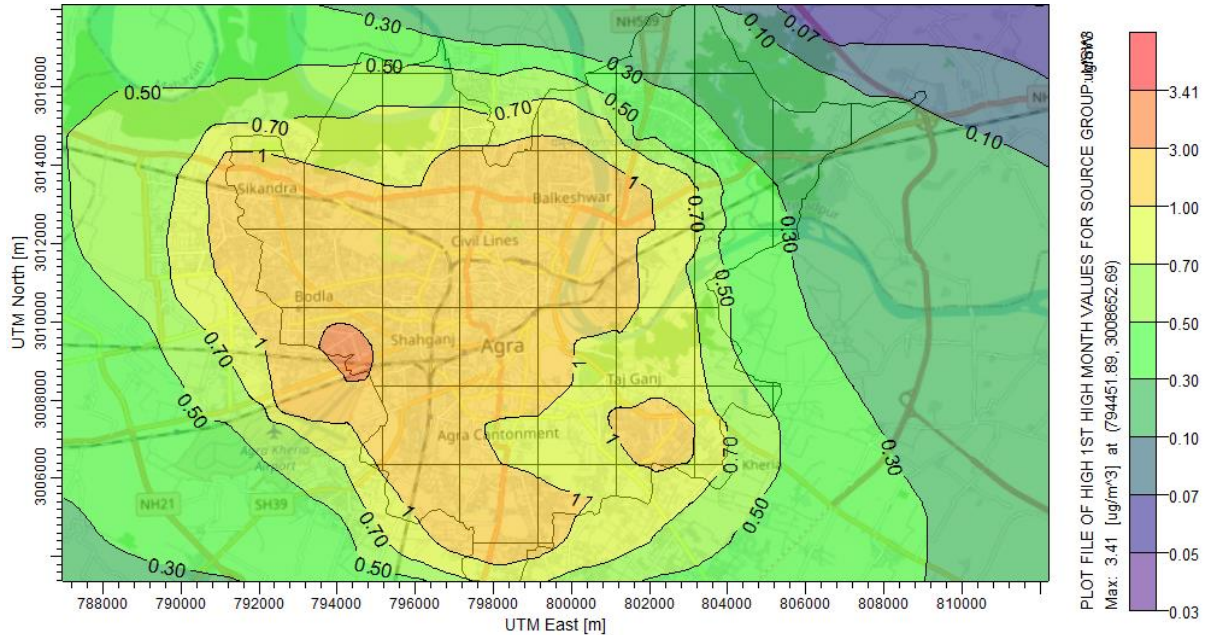 0.30
0.07
0.10
NH509
0.50
0.30
0.50
0.50
NH
0.70
0.70
0.10
1
1
Sikandra
Balkeshwar
0.70
Civil Lines
0.30
0.50
Bodla
0.70
1
Shahganj
Agra
1
Taj Ganj
0.50
Agra Cantonment
1
0.70
0.30
Agra Kheria
Airport
Kheria
NH21
SH39
1
1
0.70
0.50
0.30
0.50
UTM North [m]
3016000
3014000
3012000
3010000
3008000
3006000
788000
790000
792000
794000
796000
798000
800000
802000
804000
806000
808000
810000
UTM East [m]
PLOT FILE OF HIGH 1ST HIGH MONTH VALUES FOR SOURCE GROUP:
Max: 3.41 [ug/m^3] at (794451.89, 3008652.69)
3.41
3.00
1.00
0.70
0.50
0.30
0.10
0.07
0.05
0.03